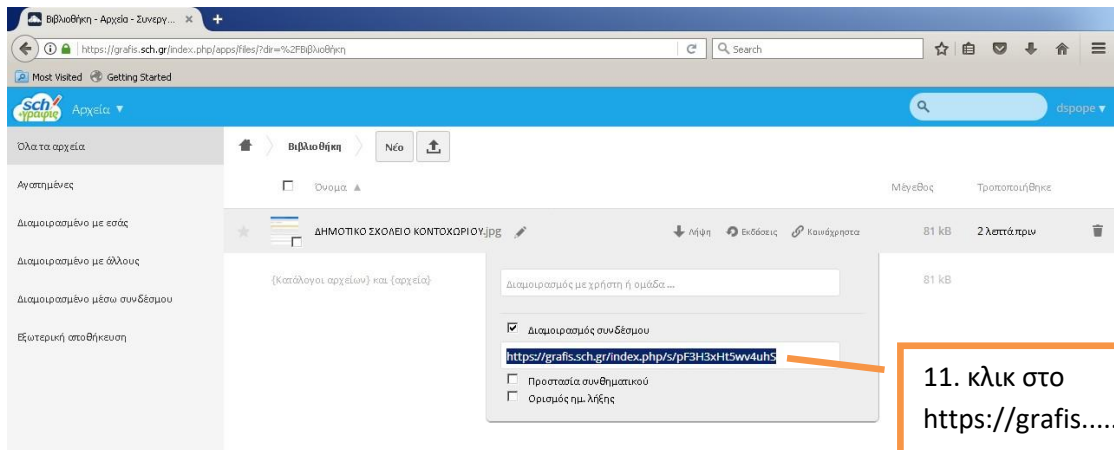 Βιβλιοθήκη - Αρχεία - Συνεργ... × +
https://grafis.sch.gr/index.php/apps/files/?dir=%2FΒιβλιοθήκη Search
Most Visited Getting Started
sch γραφις Αρχεία ▼ dspope ▼
Όλα τα αρχεία Βιβλιοθήκη Νέο
Αγαπημένες Όνομα ▲ Μέγεθος Τροποποιήθηκε
Διαμοιρασμένο με εσάς ΔΗΜΟΤΙΚΟ ΣΧΟΛΕΙΟ ΚΟΝΤΟΧΩΡΙΟΥ.jpg Λήψη Εκδόσεις Κοινόχρηστα 81 kB 2 λεπτά πριν
Διαμοιρασμένο με άλλους
{Κατάλογοι αρχείων} και {αρχεία} Διαμοιρασμός με χρήστη ή ομάδα ... 81 kB
Διαμοιρασμένο μέσω συνδέσμου
Εξωτερική αποθήκευση Διαμοιρασμός συνδέσμου
https://grafis.sch.gr/index.php/s/pF3H3xHt5wv4uhS
Προστασία συνθηματικού
Ορισμός ημ. λήξης
11. κλικ στο
https://grafis.....